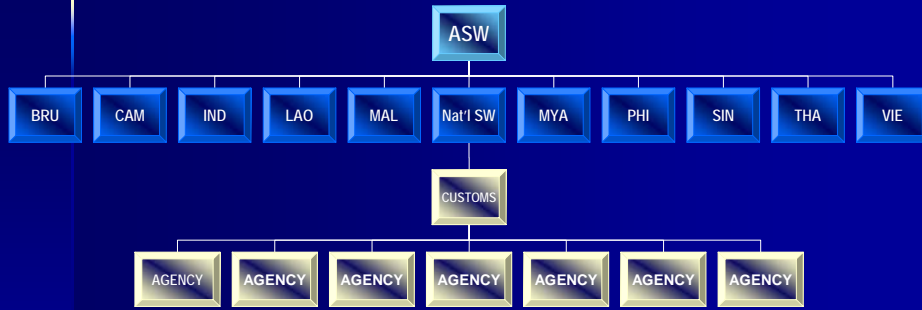 ASW
BRU
CAM
IND
LAO
MAL
Nat'l SW
MYA
PHI
SIN
THA
VIE
CUSTOMS
AGENCY
AGENCY
AGENCY
AGENCY
AGENCY
AGENCY
AGENCY